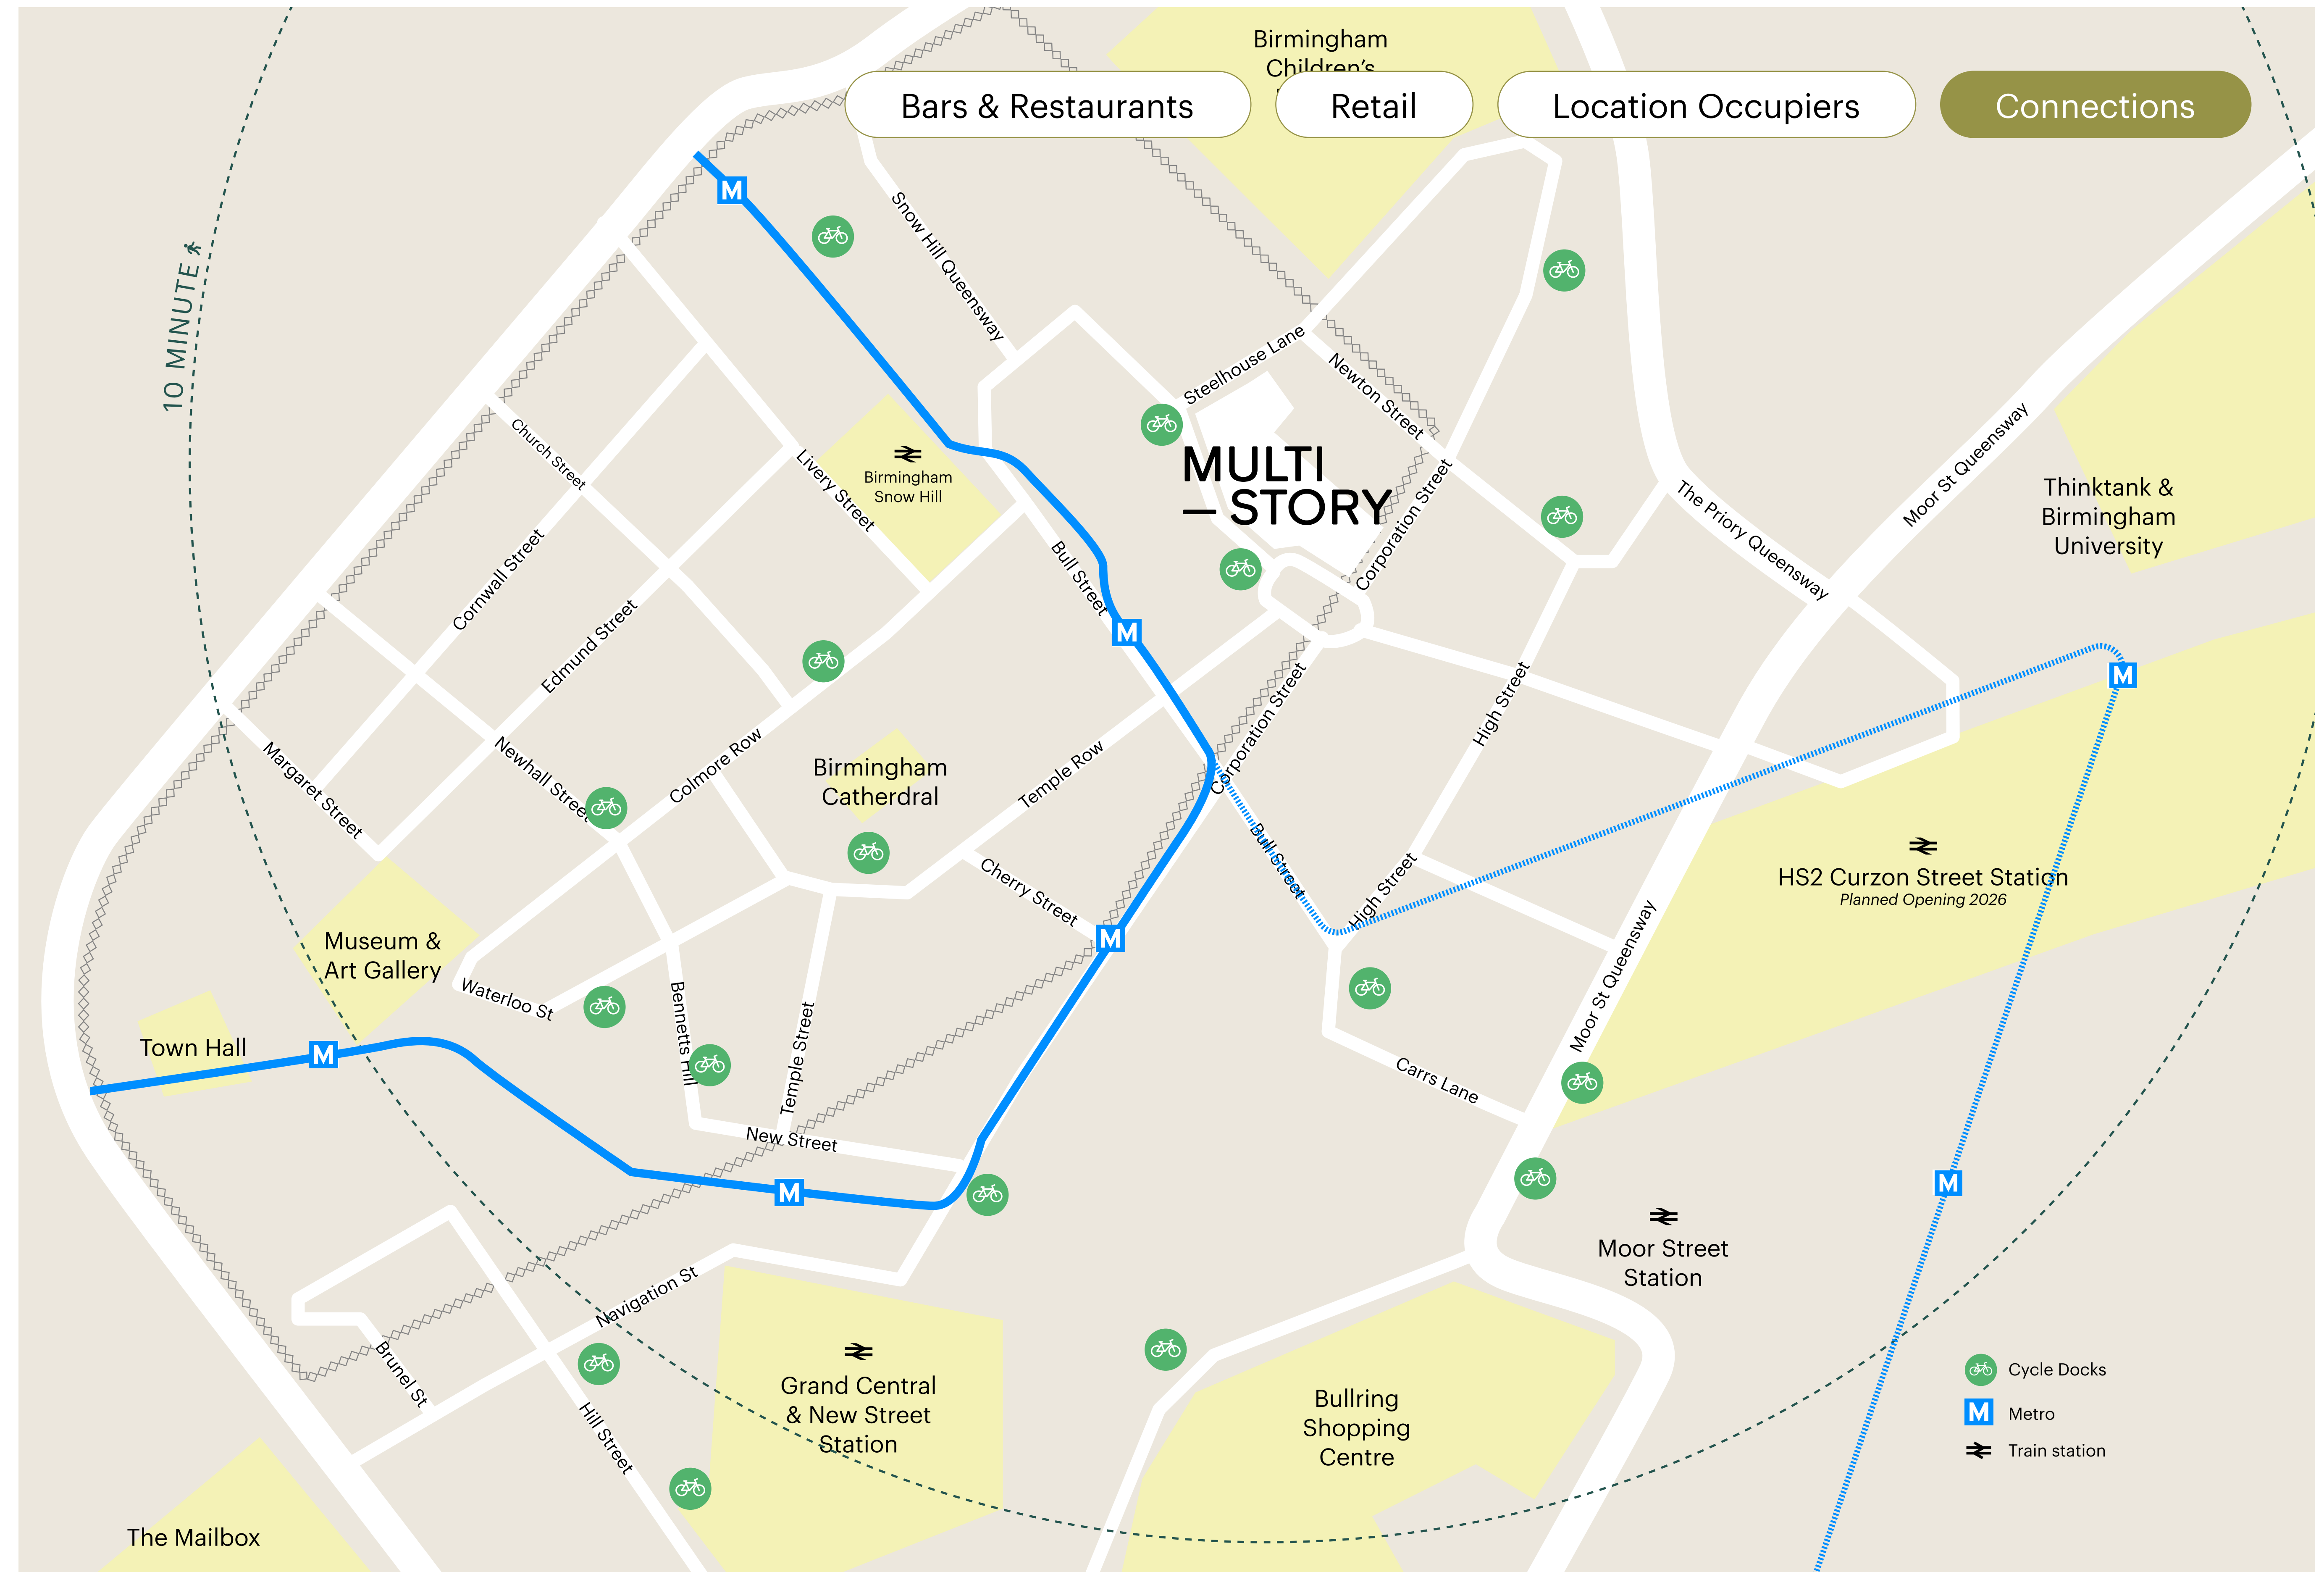 Birmingham
Children's
Bars & Restaurants
Retail
Location Occupiers
Connections
10 MINUTE
M
Snow Hill Queensway
Steelhouse Lane
Newton Street
Church Street
Livery Street
Birmingham
Snow Hill
MULTI
— STORY
Corporation Street
The Priory Queensway
Moor St Queensway
Thinktank &
Birmingham
University
Cornwall Street
Edmund Street
Bull Street
M
M
High Street
Corporation Street
Margaret Street
Newhall Street
Colmore Row
Birmingham
Catherdral
Temple Row
Bull Street
High Street
Cherry Street
HS2 Curzon Street Station
Planned Opening 2026
Museum &
Art Gallery
M
Waterloo St
Bennetts Hill
Temple Street
Moor St Queensway
Town Hall
M
Carrs Lane
New Street
M
M
Moor Street
Station
Navigation St
Brunel St
Hill Street
Grand Central
& New Street
Station
Bullring
Shopping
Centre
The Mailbox
Cycle Docks
M Metro
Train station